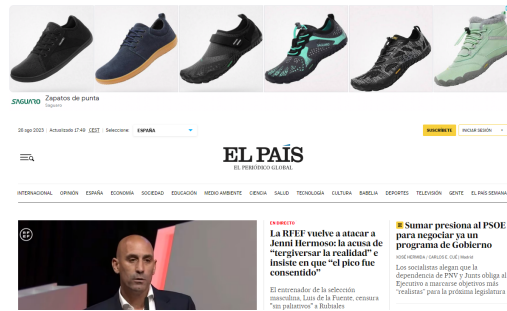 SAGUARO
Zapatos de punta
Saguaro
26 ago 2023 | Actualizado 17:48 CEST | Seleccione: ESPAÑA
SUSCRÍBETE
INICIAR SESIÓN
EL PAÍS
EL PERIÓDICO GLOBAL
INTERNACIONAL OPINIÓN ESPAÑA ECONOMÍA SOCIEDAD EDUCACIÓN MEDIO AMBIENTE CIENCIA SALUD TECNOLOGÍA CULTURA BABELIA DEPORTES TELEVISIÓN GENTE EL PAÍS SEMANAL
EN DIRECTO
La RFEF vuelve a atacar a
Jenni Hermoso: la acusa de
“tergiversar la realidad” e
insiste en que “el pico fue
consentido”
El entrenador de la selección
masculina, Luis de la Fuente, censura
“sin paliativos” a Rubiales
Sumar presiona al PSOE
para negociar ya un
programa de Gobierno
XOSÉ HERMIDA / CARLOS E. CUÉ | Madrid
Los socialistas alegan que la
dependencia de PNV y Junts obliga al
Ejecutivo a marcarse objetivos más
“realistas” para la próxima legislatura